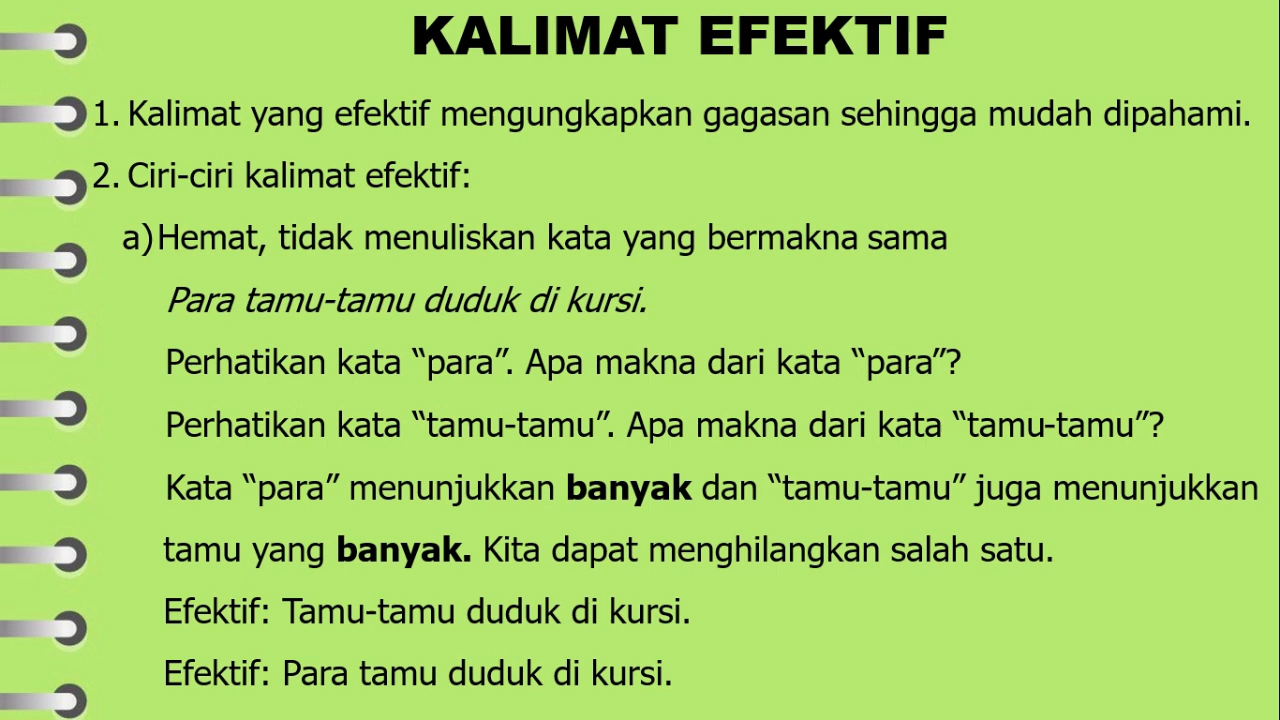 KALIMAT EFEKTIF
1. Kalimat yang efektif mengungkapkan gagasan sehingga mudah dipahami.
2. Ciri-ciri kalimat efektif:
a) Hemat, tidak menuliskan kata yang bermakna sama
Para tamu-tamu duduk di kursi.
Perhatikan kata “para”. Apa makna dari kata “para”?
Perhatikan kata “tamu-tamu”. Apa makna dari kata “tamu-tamu”?
Kata “para” menunjukkan banyak dan “tamu-tamu” juga menunjukkan
tamu yang banyak. Kita dapat menghilangkan salah satu.
Efektif: Tamu-tamu duduk di kursi.
Efektif: Para tamu duduk di kursi.